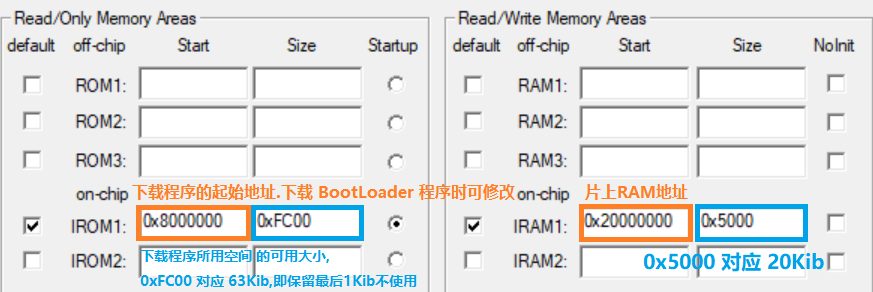 Read/Only Memory Areas
default off-chip Start Size Startup
ROM1:
ROM2:
ROM3:
on-chip
下载程序的起始地址.下载 BootLoader 程序时可修改
IROM1: 0x8000000 0xFC00
IROM2:
下载程序所用空间 的可用大小,
0xFC00 对应 63Kib,即保留最后1Kib不使用
Read/Write Memory Areas
default off-chip Start Size NoInit
RAM1:
RAM2:
RAM3:
on-chip
片上RAM地址
IRAM1: 0x20000000 0x5000
IRAM2:
0x5000 对应 20Kib